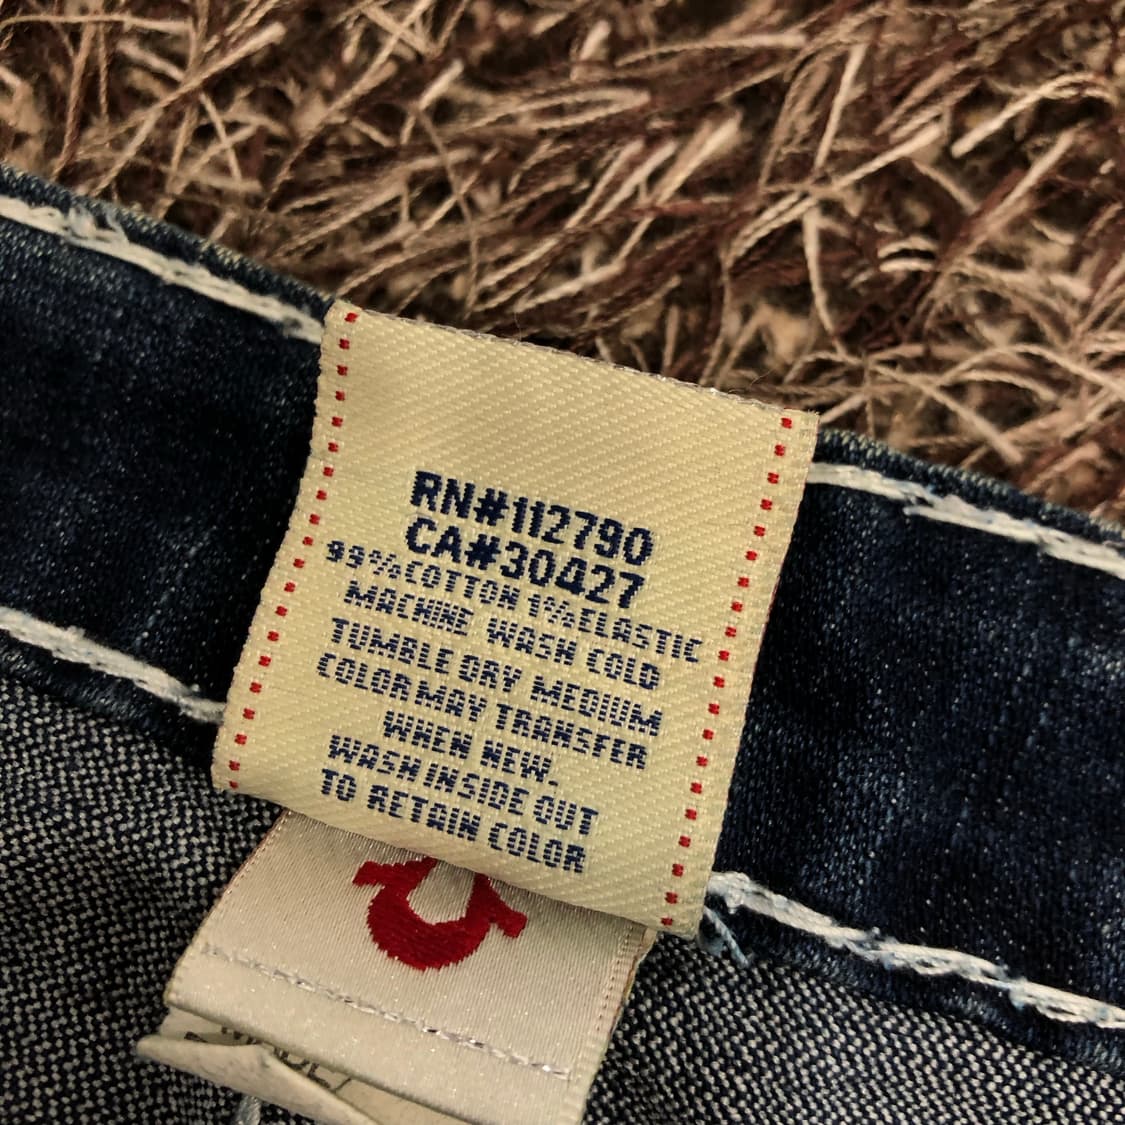 RN#112790
CA#30427
99%COTTON 1%ELASTIC
MACHINE WASH COLD
TUMBLE DRY MEDIUM
COLOR MAY TRANSFER
WHEN NEW.
WASH INSIDE OUT
TO RETAIN COLOR